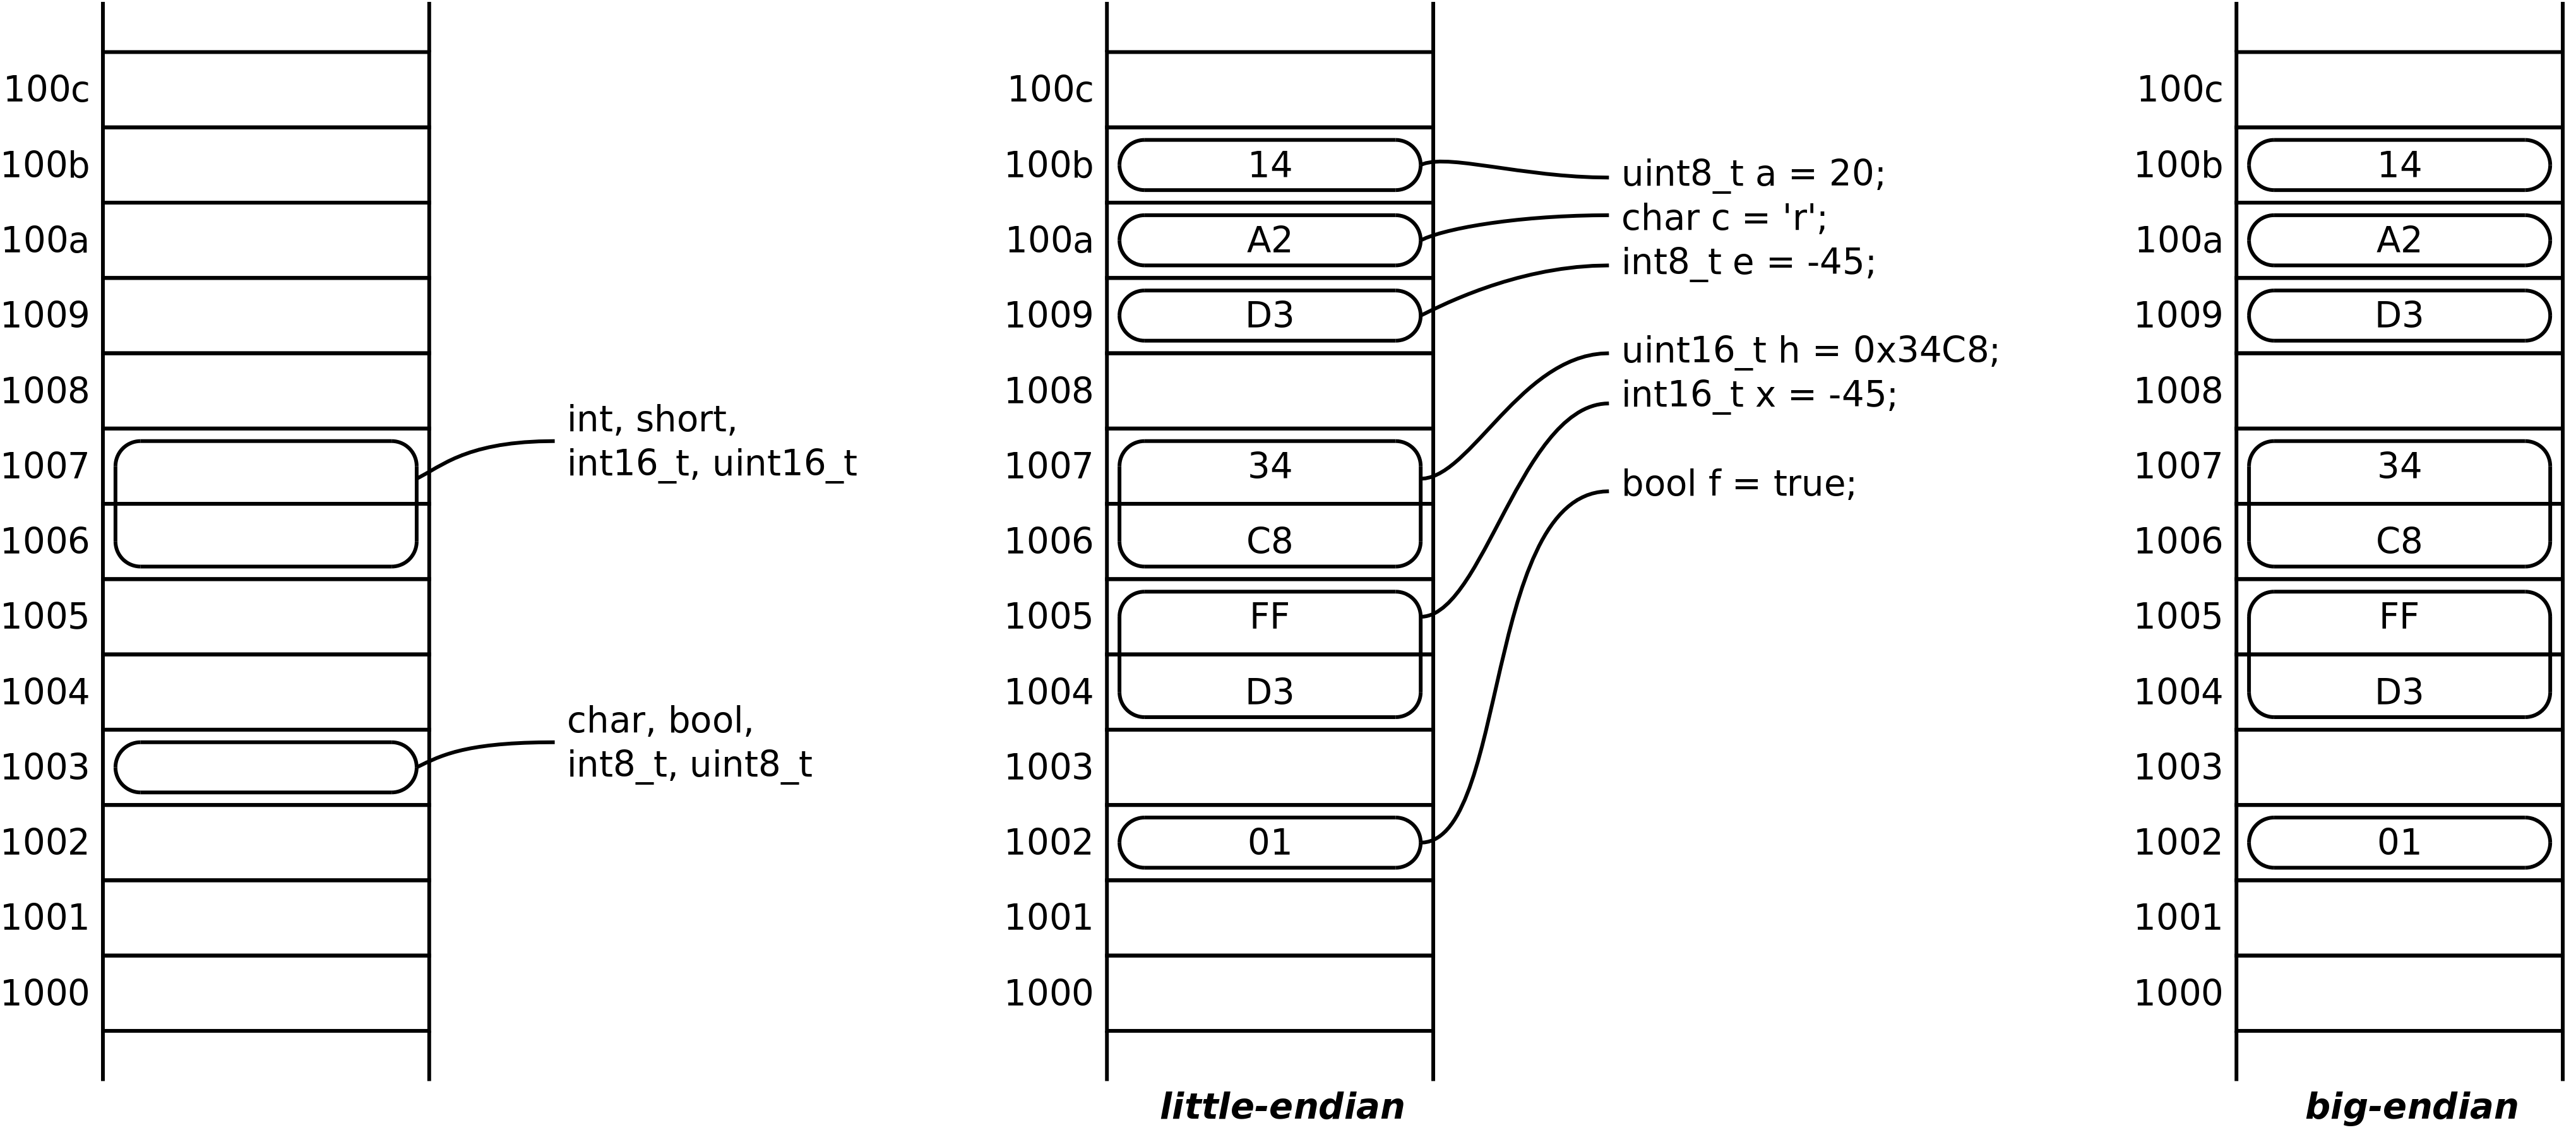 100c
100b
100a
1009
1008
1007
1006
1005
1004
1003
1002
1001
1000
int, short,
int16_t, uint16_t
char, bool,
int8_t, uint8_t
100c
100b 14
100a A2
1009 D3
1008
1007 34
1006 C8
1005 FF
1004 D3
1003
1002 01
1001
1000
little-endian
uint8_t a = 20;
char c = 'r';
int8_t e = -45;
uint16_t h = 0x34C8;
int16_t x = -45;
bool f = true;
100c
100b 14
100a A2
1009 D3
1008
1007 34
1006 C8
1005 FF
1004 D3
1003
1002 01
1001
1000
big-endian